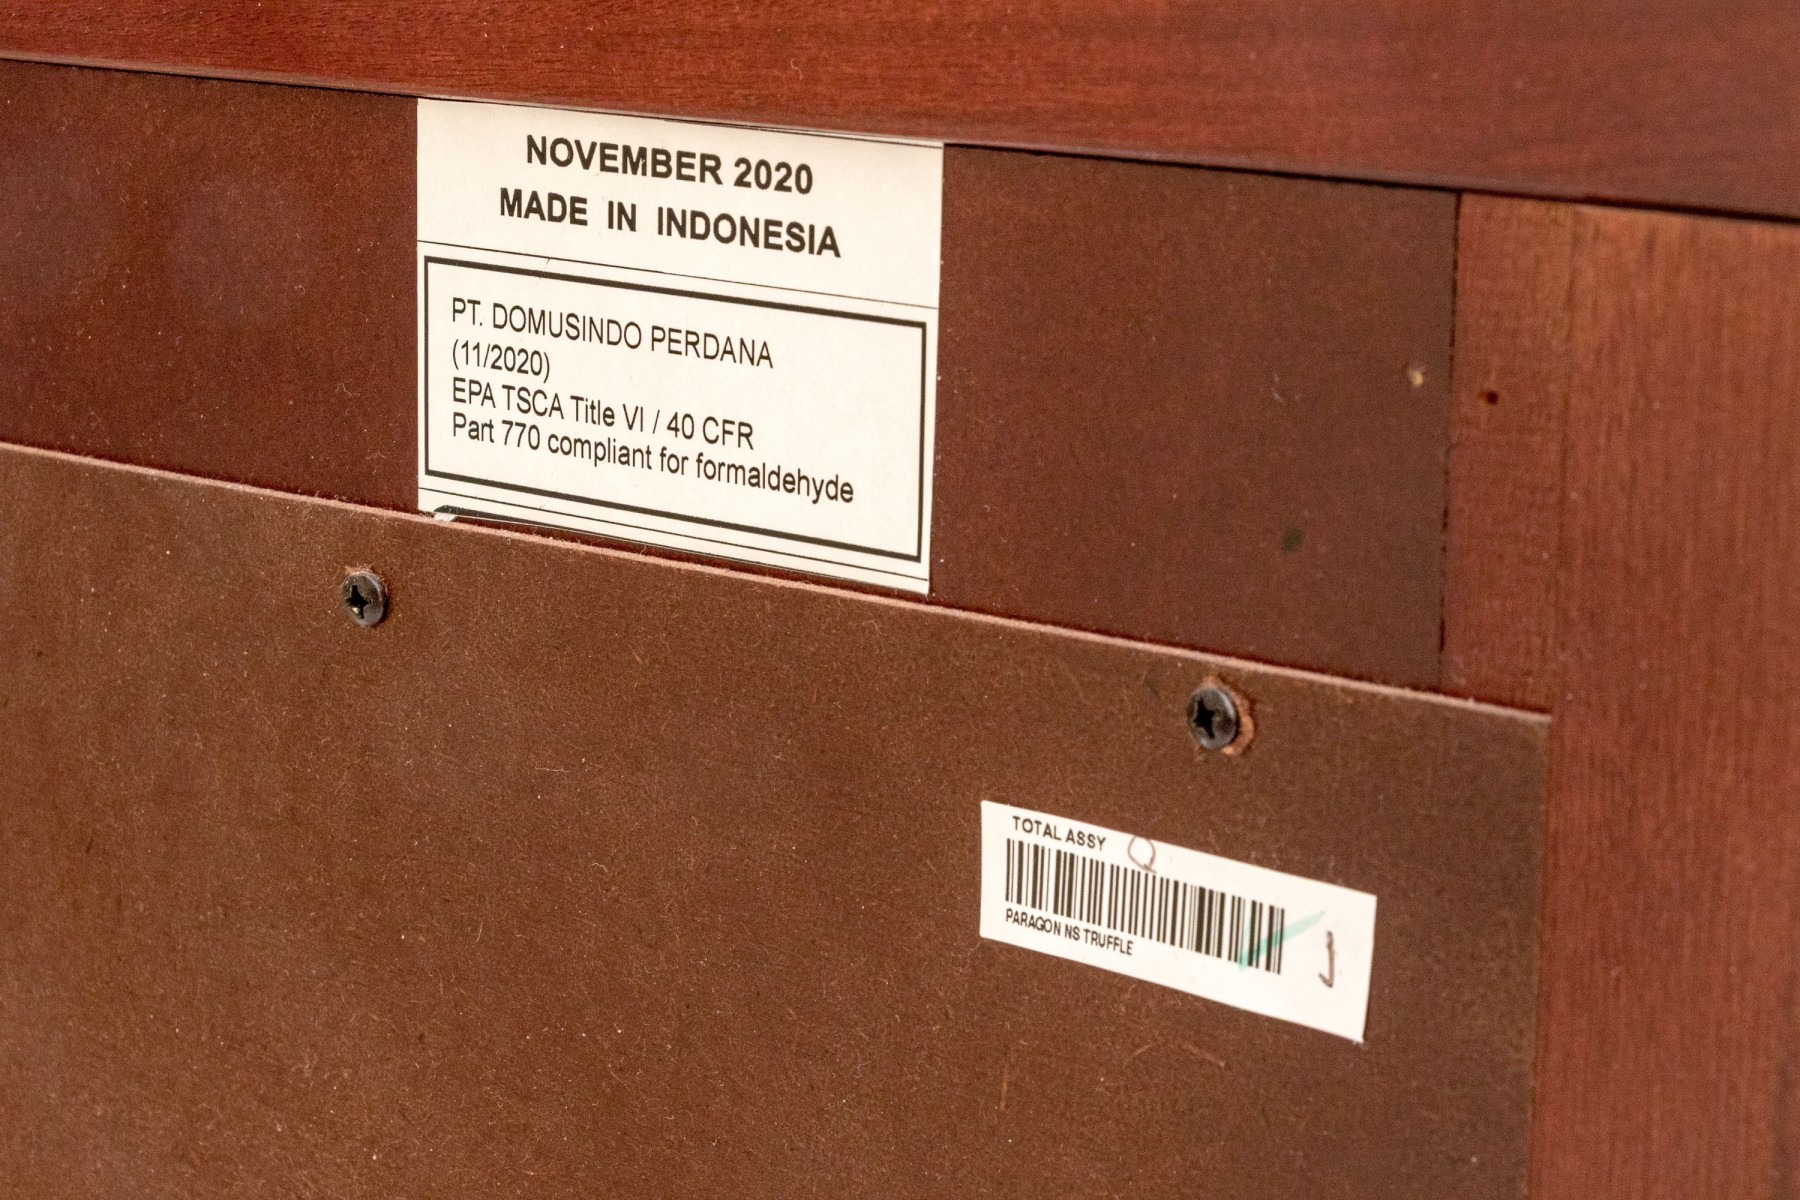 NOVEMBER 2020
MADE IN INDONESIA
PT. DOMUSINDO PERDANA
(11/2020)
EPA TSCA Title VI / 40 CFR
Part 770 compliant for formaldehyde
TOTAL ASSY
PARAGON NS TRUFFLE